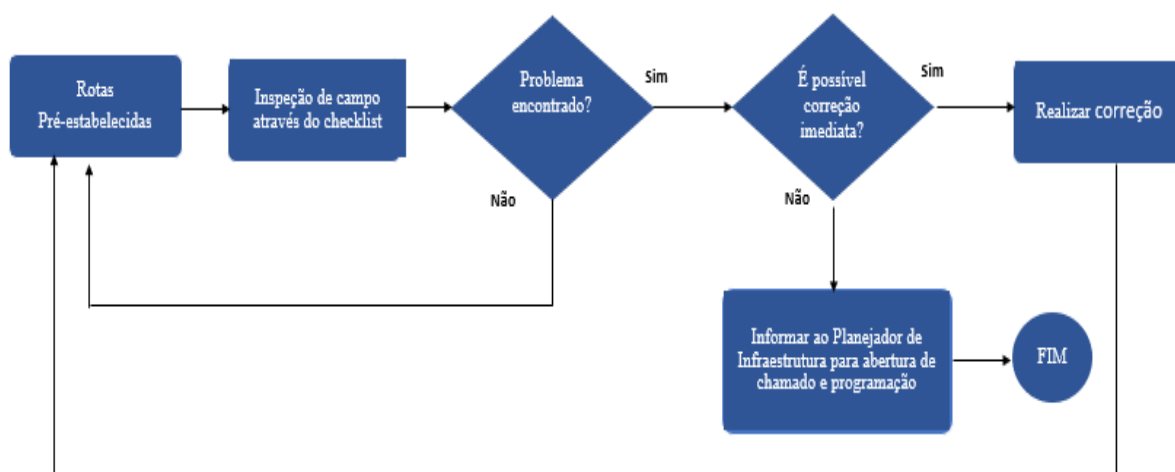 Rotas
Pré-estabelecidas
Inspeção de campo
através do checklist
Problema
encontrado?
Sim
Não
É possível
correção
imediata?
Sim
Não
Realizar correção
Informar ao Planejador de
Infraestrutura para abertura de
chamado e programação
FIM